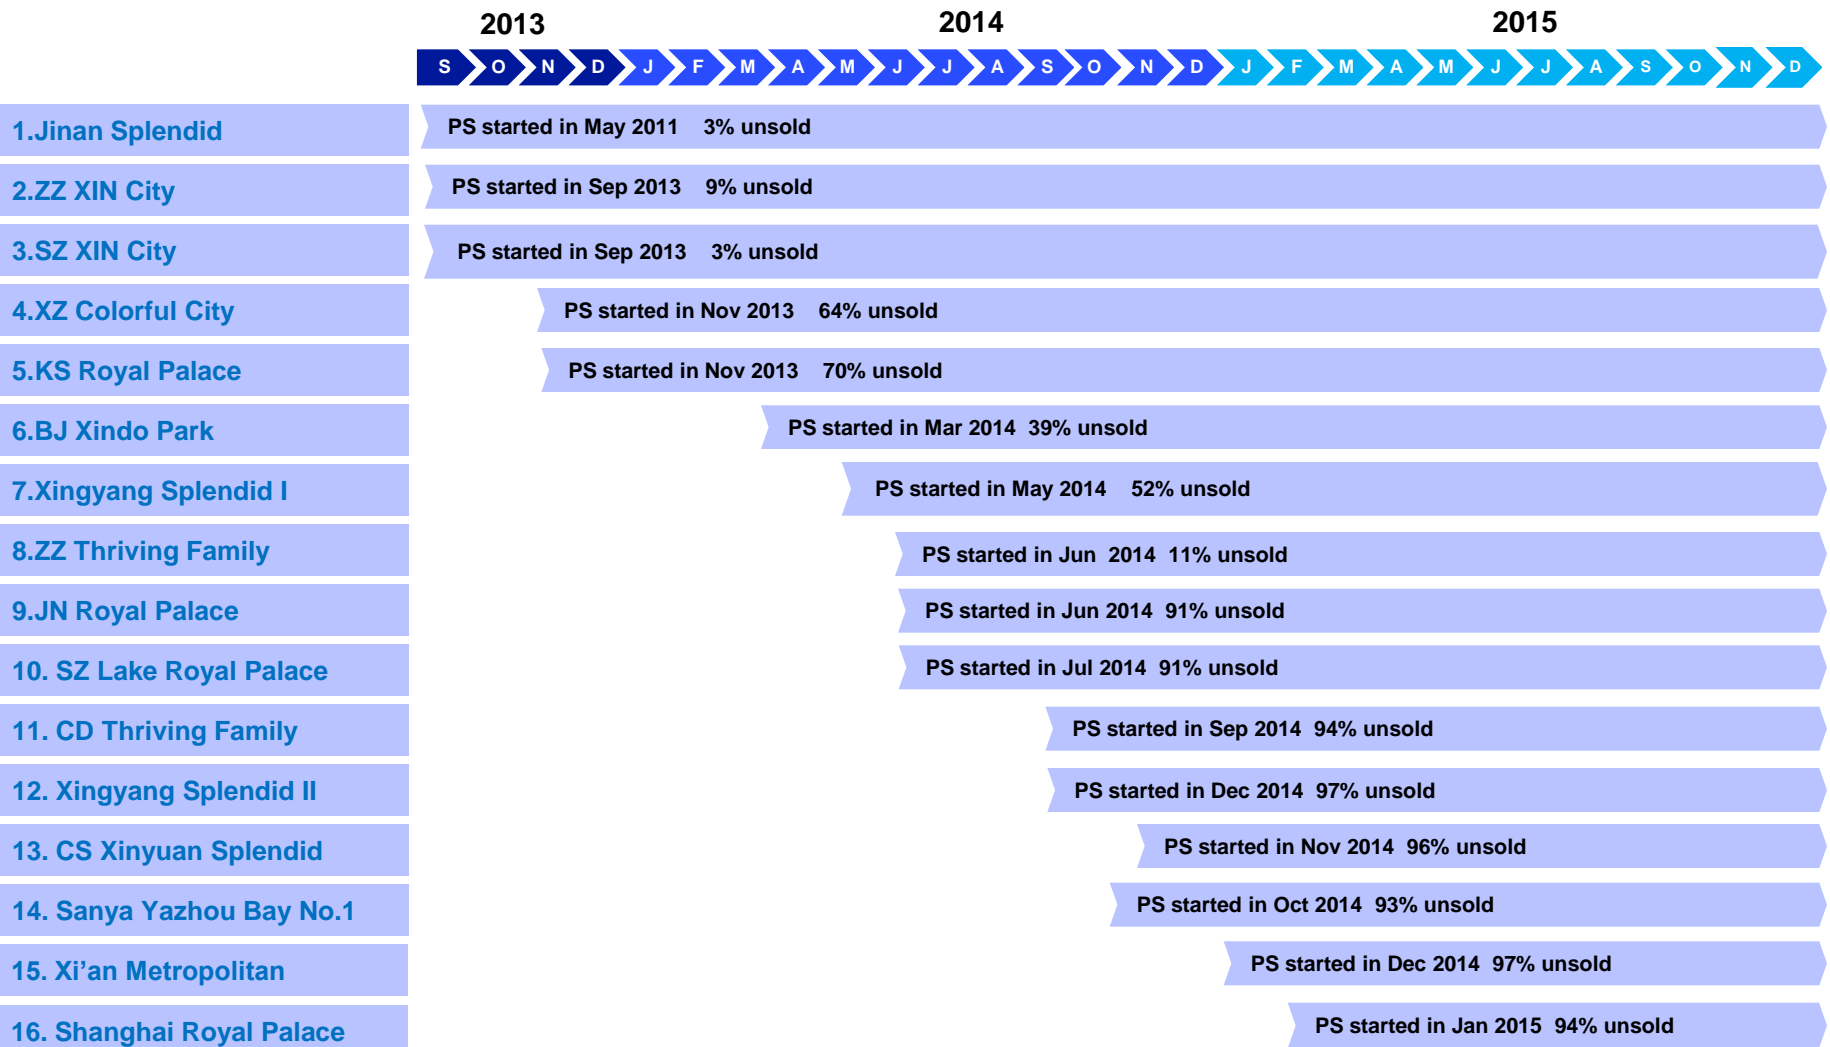 2013 2014 2015
S O N D J F M A M J J A S O N D J F M A M J J A S O N D
1.Jinan Splendid PS started in May 2011 3% unsold
2.ZZ XIN City PS started in Sep 2013 9% unsold
3.SZ XIN City PS started in Sep 2013 3% unsold
4.XZ Colorful City PS started in Nov 2013 64% unsold
5.KS Royal Palace PS started in Nov 2013 70% unsold
6.BJ Xindo Park PS started in Mar 2014 39% unsold
7.Xingyang Splendid I PS started in May 2014 52% unsold
8.ZZ Thriving Family PS started in Jun 2014 11% unsold
9.JN Royal Palace PS started in Jun 2014 91% unsold
10. SZ Lake Royal Palace PS started in Jul 2014 91% unsold
11. CD Thriving Family PS started in Sep 2014 94% unsold
12. Xingyang Splendid II PS started in Dec 2014 97% unsold
13. CS Xinyuan Splendid PS started in Nov 2014 96% unsold
14. Sanya Yazhou Bay No.1 PS started in Oct 2014 93% unsold
15. Xi’an Metropolitan PS started in Dec 2014 97% unsold
16. Shanghai Royal Palace PS started in Jan 2015 94% unsold